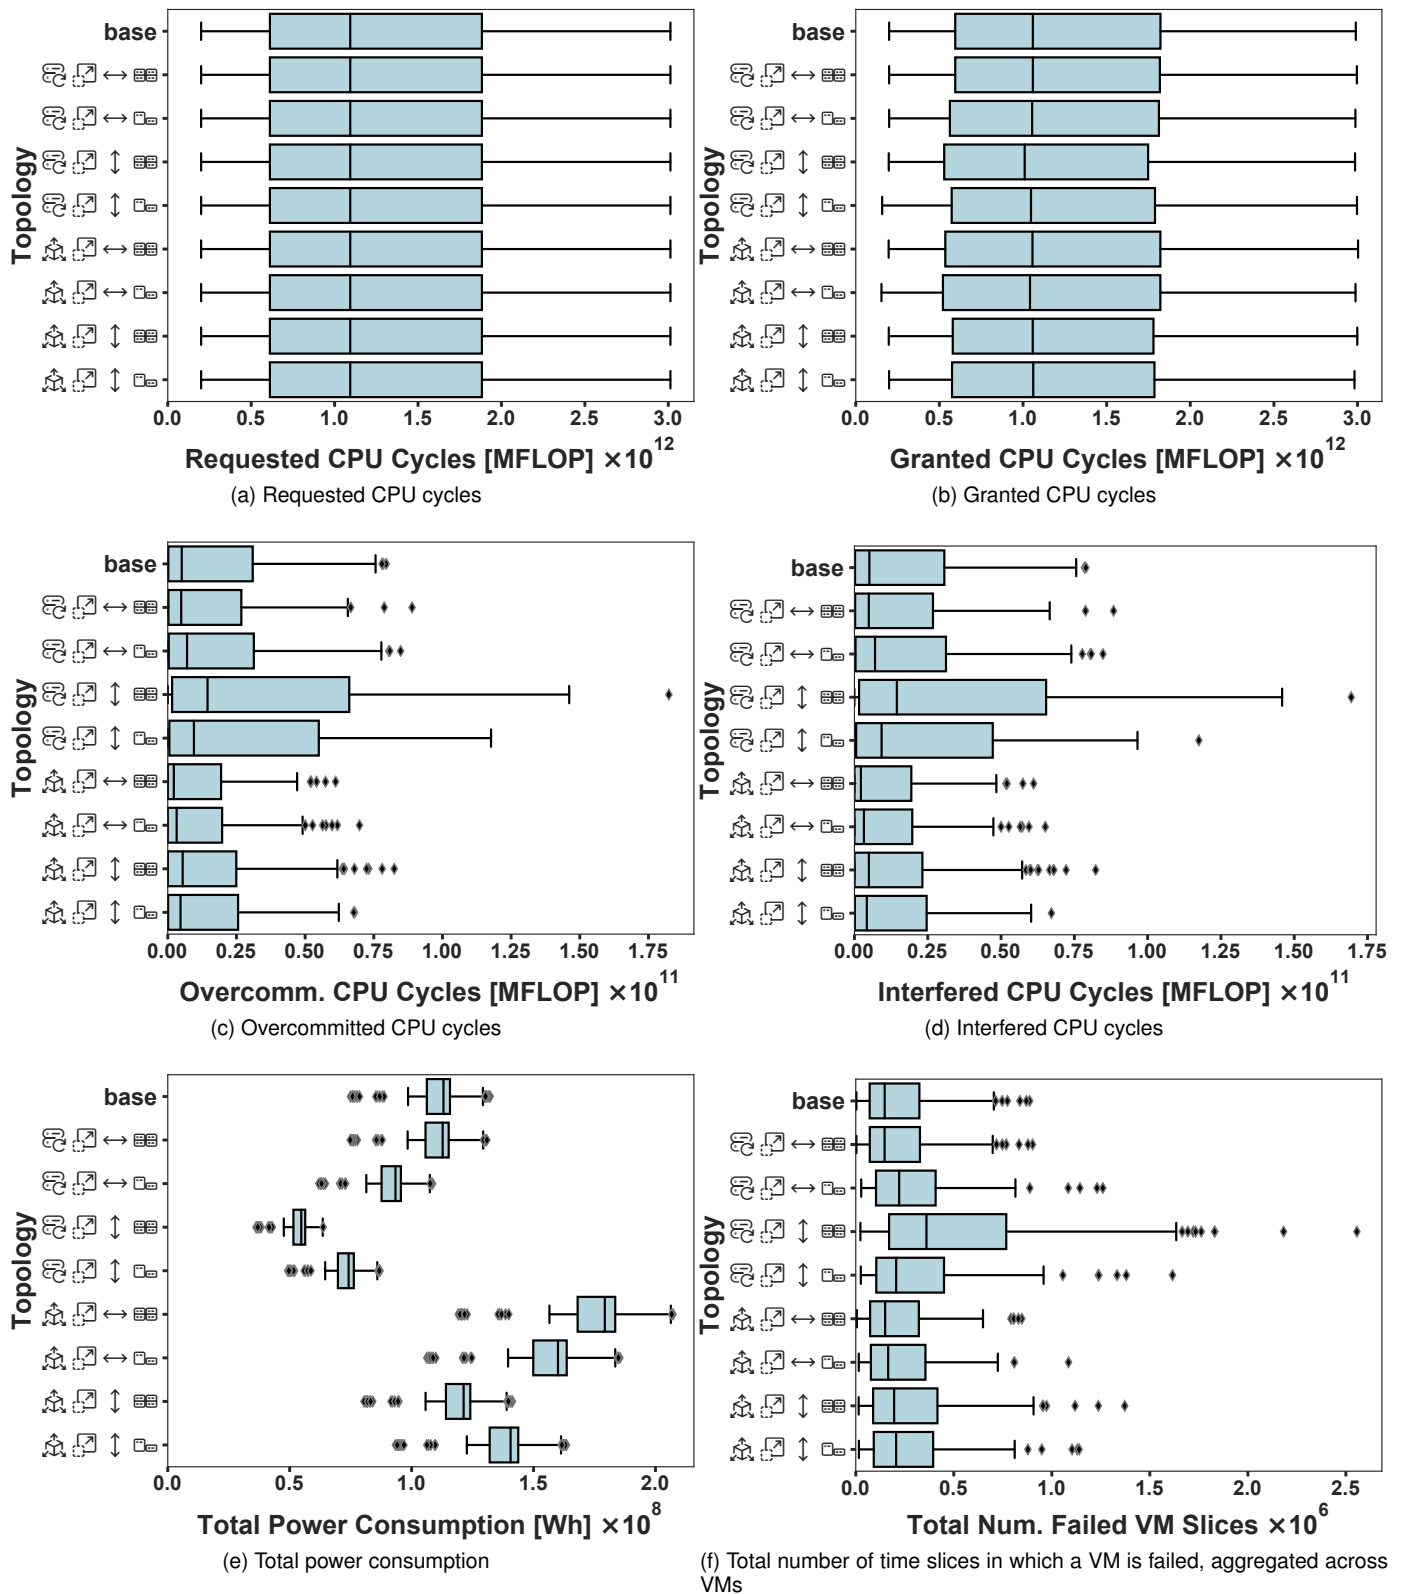 base
Topology
0.0 0.5 1.0 1.5 2.0 2.5 3.0
Requested CPU Cycles [MFLOP] ×10^12
(a) Requested CPU cycles
base
Topology
0.0 0.5 1.0 1.5 2.0 2.5 3.0
Granted CPU Cycles [MFLOP] ×10^12
(b) Granted CPU cycles
base
Topology
0.00 0.25 0.50 0.75 1.00 1.25 1.50 1.75
Overcomm. CPU Cycles [MFLOP] ×10^11
(c) Overcommitted CPU cycles
base
Topology
0.00 0.25 0.50 0.75 1.00 1.25 1.50 1.75
Interfered CPU Cycles [MFLOP] ×10^11
(d) Interfered CPU cycles
base
Topology
0.0 0.5 1.0 1.5 2.0
Total Power Consumption [Wh] ×10^8
(e) Total power consumption
base
Topology
0.0 0.5 1.0 1.5 2.0 2.5
Total Num. Failed VM Slices ×10^6
(f) Total number of time slices in which a VM is failed, aggregated across
VMs